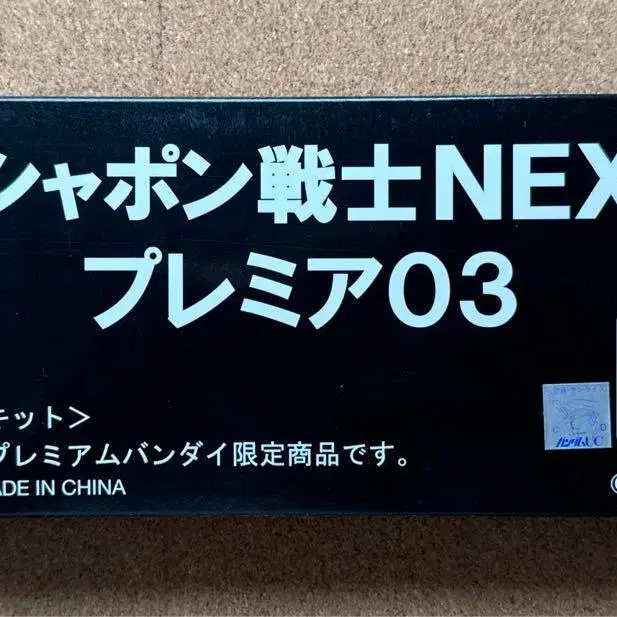 シャポン戦士NEX
プレミア03
キット＞
プレミアムバンダイ限定商品です。
ADE IN CHINA
ガンダムUC